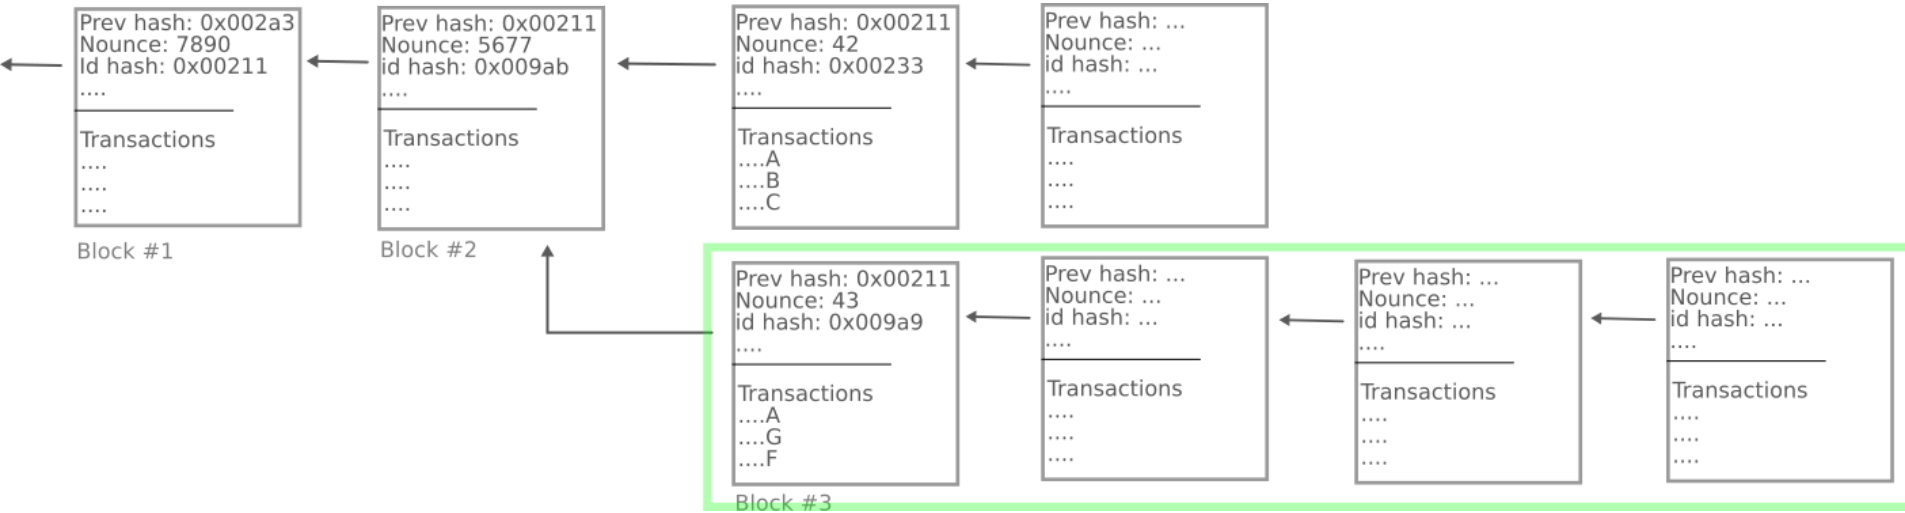 Prev hash: 0x002a3
Nounce: 7890
Id hash: 0x00211
....
Transactions
....
....
....
Block #1
Prev hash: 0x00211
Nounce: 5677
id hash: 0x009ab
....
Transactions
....
....
....
Block #2
Prev hash: 0x00211
Nounce: 42
id hash: 0x00233
....
Transactions
....A
....B
....C
Prev hash: ...
Nounce: ...
id hash: ...
....
Transactions
....
....
....
Prev hash: 0x00211
Nounce: 43
id hash: 0x009a9
....
Transactions
....A
....G
....F
Block #3
Prev hash: ...
Nounce: ...
id hash: ...
....
Transactions
....
....
....
Prev hash: ...
Nounce: ...
id hash: ...
....
Transactions
....
....
....
Prev hash: ...
Nounce: ...
id hash: ...
....
Transactions
....
....
....